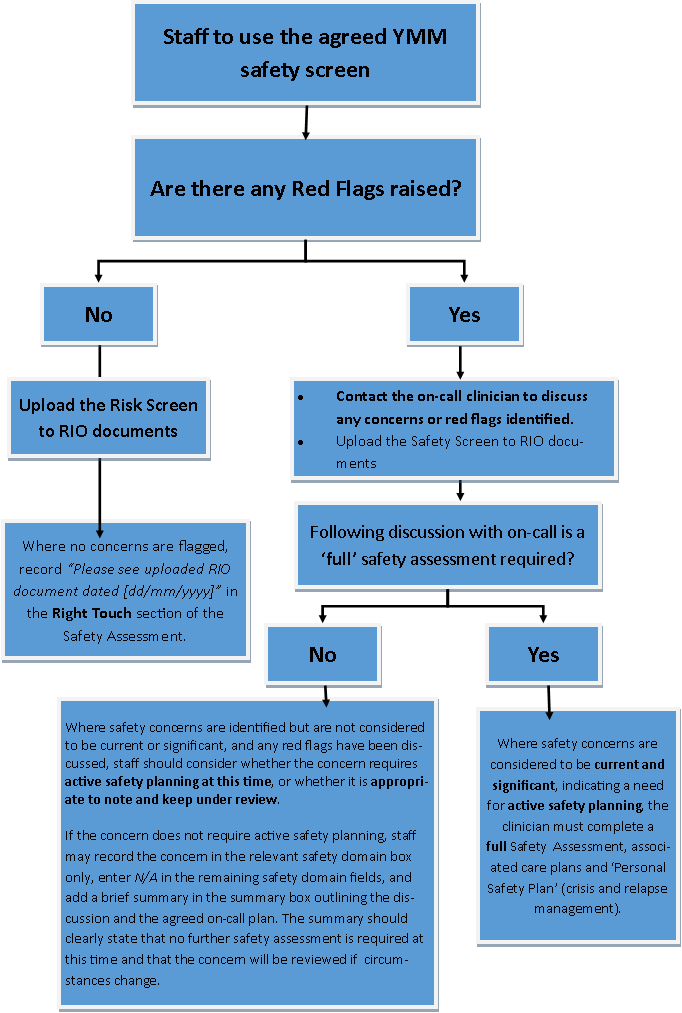 Staff to use the agreed YMM
safety screen
Are there any Red Flags raised?
No
Yes
Upload the Risk Screen
to RIO documents
• Contact the on-call clinician to discuss
any concerns or red flags identified.
• Upload the Safety Screen to RIO docu-
ments
Where no concerns are flagged,
record “Please see uploaded RIO
document dated [dd/mm/yyyy]” in
the Right Touch section of the
Safety Assessment.
Following discussion with on-call is a
‘full’ safety assessment required?
No
Yes
Where safety concerns are identified but are not considered
to be current or significant, and any red flags have been dis-
cussed, staff should consider whether the concern requires
active safety planning at this time, or whether it is appropri-
ate to note and keep under review.
If the concern does not require active safety planning, staff
may record the concern in the relevant safety domain box
only, enter N/A in the remaining safety domain fields, and
add a brief summary in the summary box outlining the dis-
cussion and the agreed on-call plan. The summary should
clearly state that no further safety assessment is required at
this time and that the concern will be reviewed if circum-
stances change.
Where safety concerns are
considered to be current and
significant, indicating a need
for active safety planning, the
clinician must complete a
full Safety Assessment, associ-
ated care plans and ‘Personal
Safety Plan’ (crisis and relapse
management).